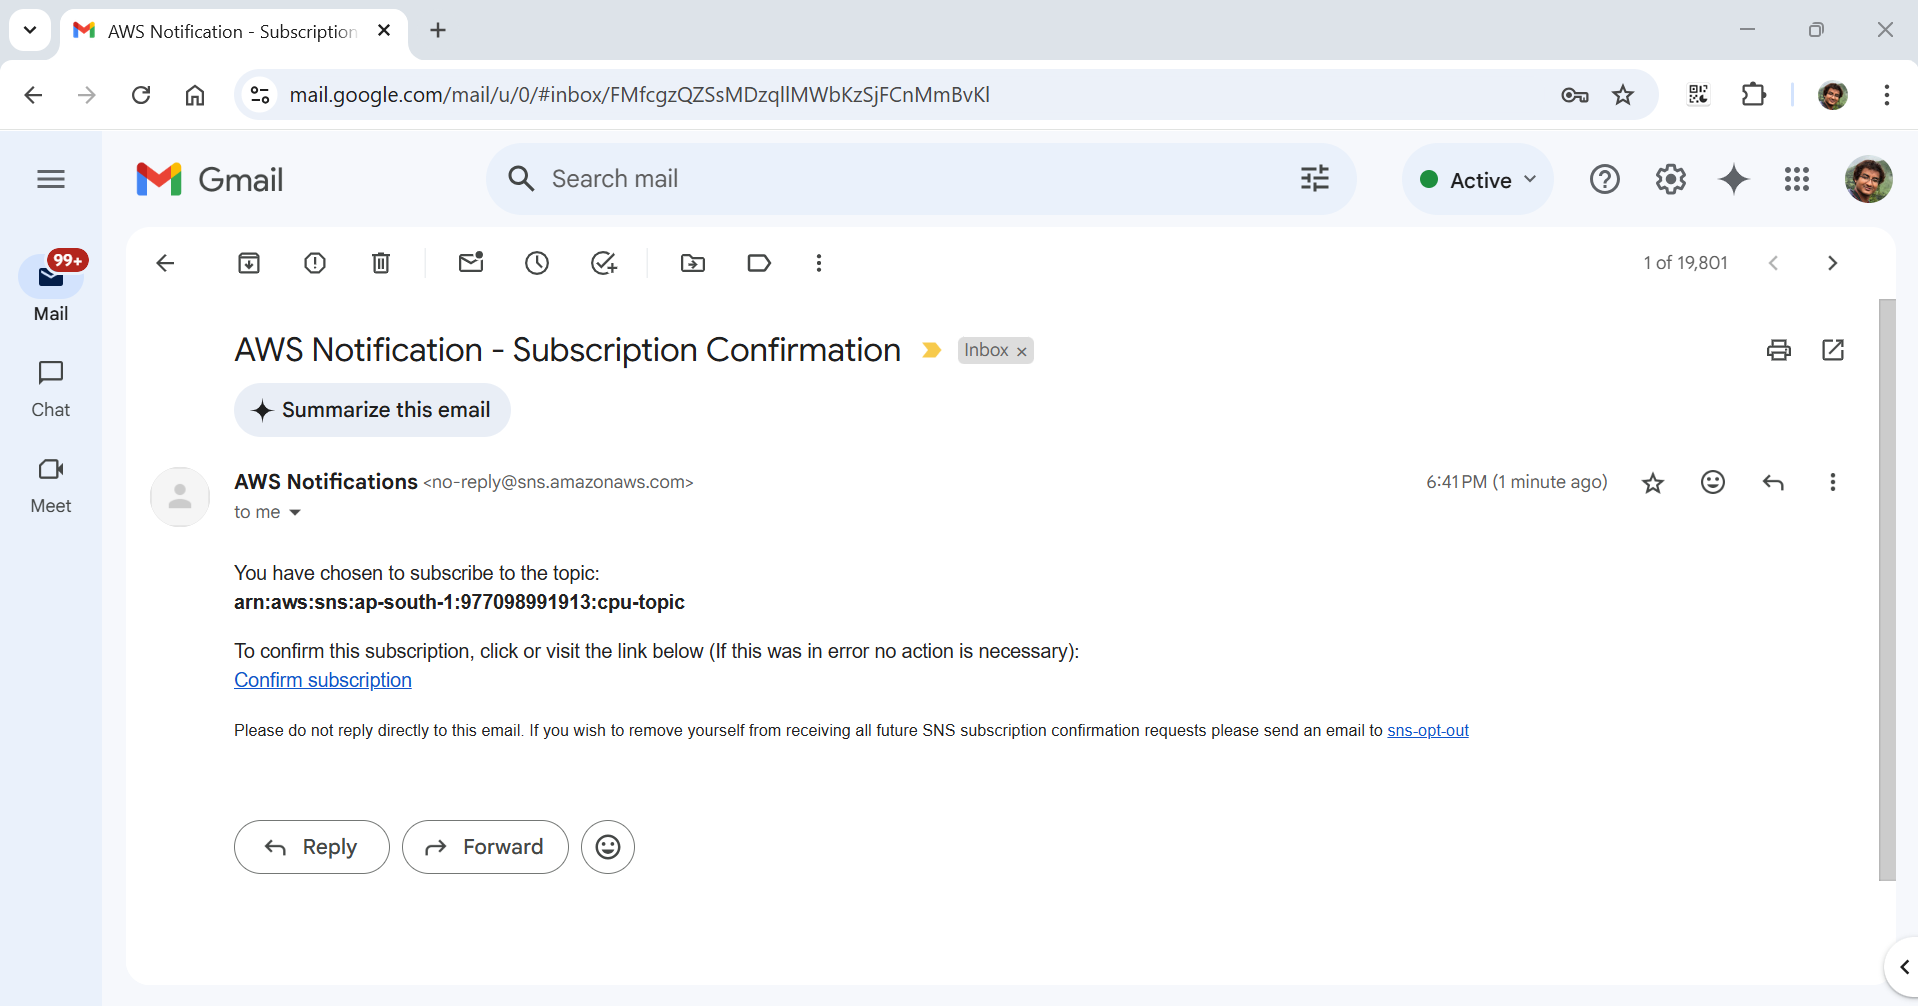 AWS Notification - Subscription
mail.google.com/mail/u/0/#inbox/FMfcgzQZSsMDzqllMWbKzSjFCnMmBvKl
Gmail
Search mail
Active
99+
Mail
Chat
Meet
1 of 19,801
AWS Notification - Subscription Confirmation
Inbox ×
Summarize this email
AWS Notifications <no-reply@sns.amazonaws.com>
6:41 PM (1 minute ago)
to me
You have chosen to subscribe to the topic:
arn:aws:sns:ap-south-1:977098991913:cpu-topic
To confirm this subscription, click or visit the link below (If this was in error no action is necessary):
Confirm subscription
Please do not reply directly to this email. If you wish to remove yourself from receiving all future SNS subscription confirmation requests please send an email to sns-opt-out
Reply
Forward